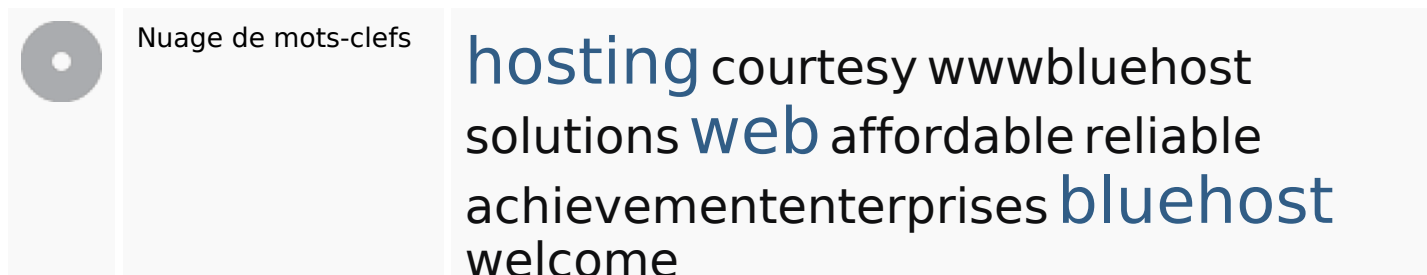 Nuage de mots-clefs
hosting courtesy wwwbluehost
solutions web affordable reliable
achievemententerprises bluehost
welcome